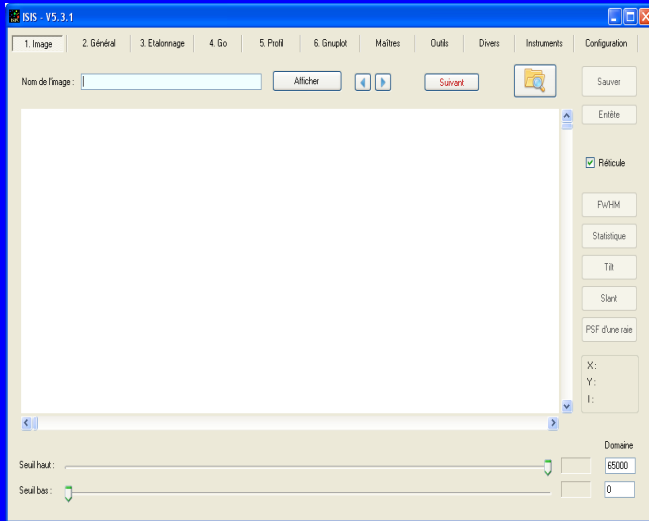 ISIS - V5.3.1
1. Image 2. Général 3. Etalonnage 4. Go 5. Profil 6. Gnuplot Maîtres Outils Divers Instruments Configuration
Nom de l'image : Afficher Suivant Sauver
Entête
Réticule
FWHM
Statistique
Tilt
Slant
PSF d'une raie
X :
Y :
I :
Domaine
Seuil haut : 65000
Seuil bas : 0